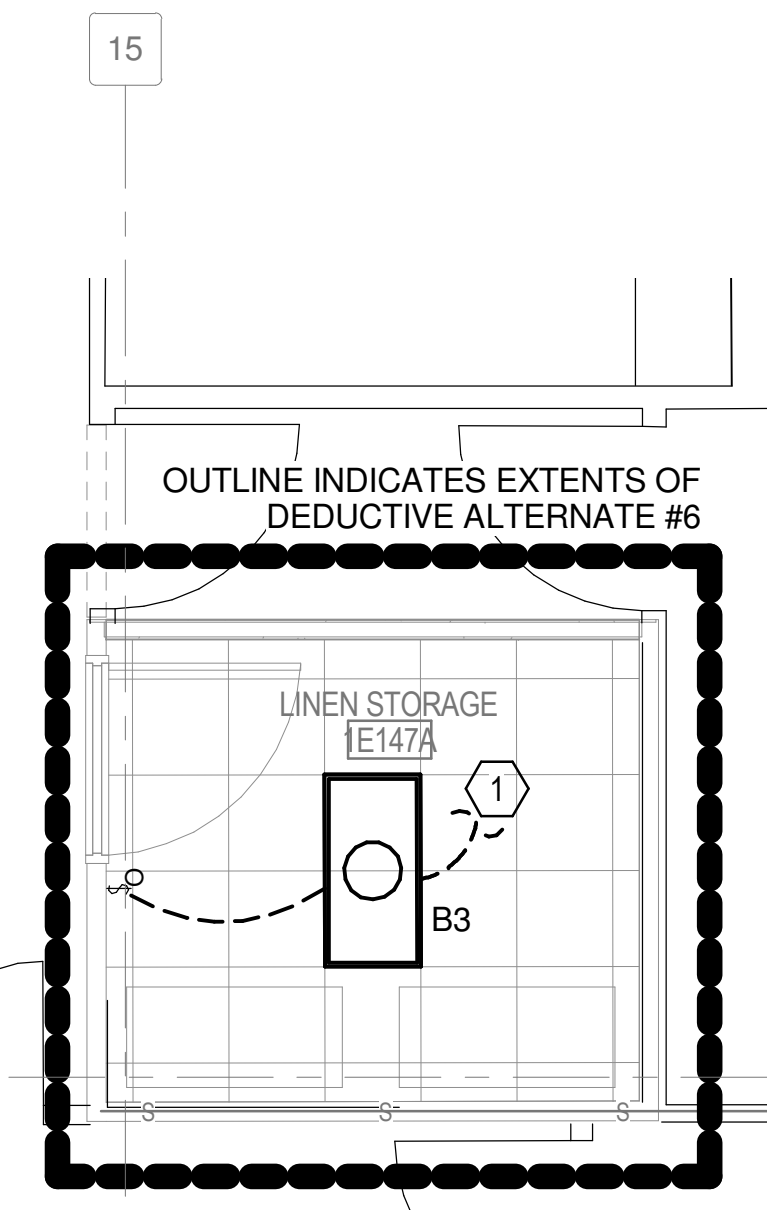 15
OUTLINE INDICATES EXTENTS OF
DEDUCTIVE ALTERNATE #6
LINEN STORAGE
1E147A
1
$O
B3
S S S